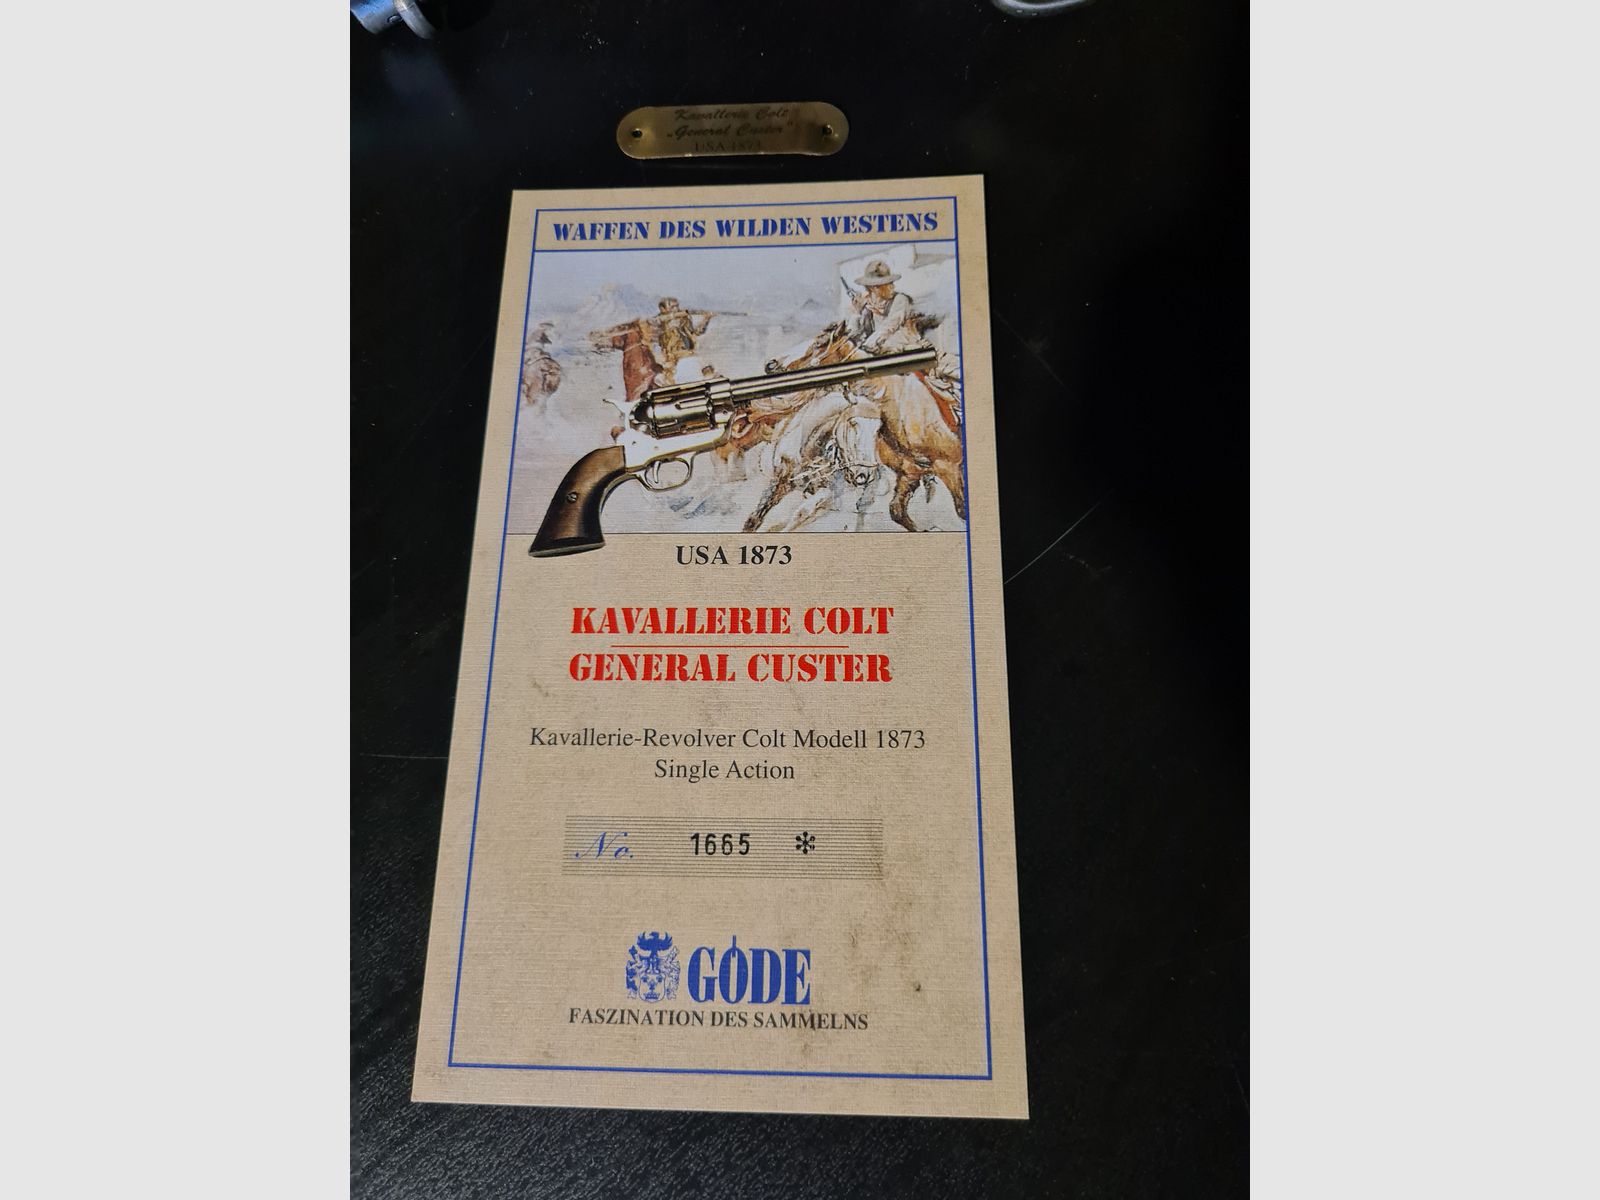 Kavallerie Colt
„General Custer“
USA 1873
WAFFEN DES WILDEN WESTENS
USA 1873
KAVALLERIE COLT
GENERAL CUSTER
Kavallerie-Revolver Colt Modell 1873
Single Action
No. 1665 *
GÖDE
FASZINATION DES SAMMELNS